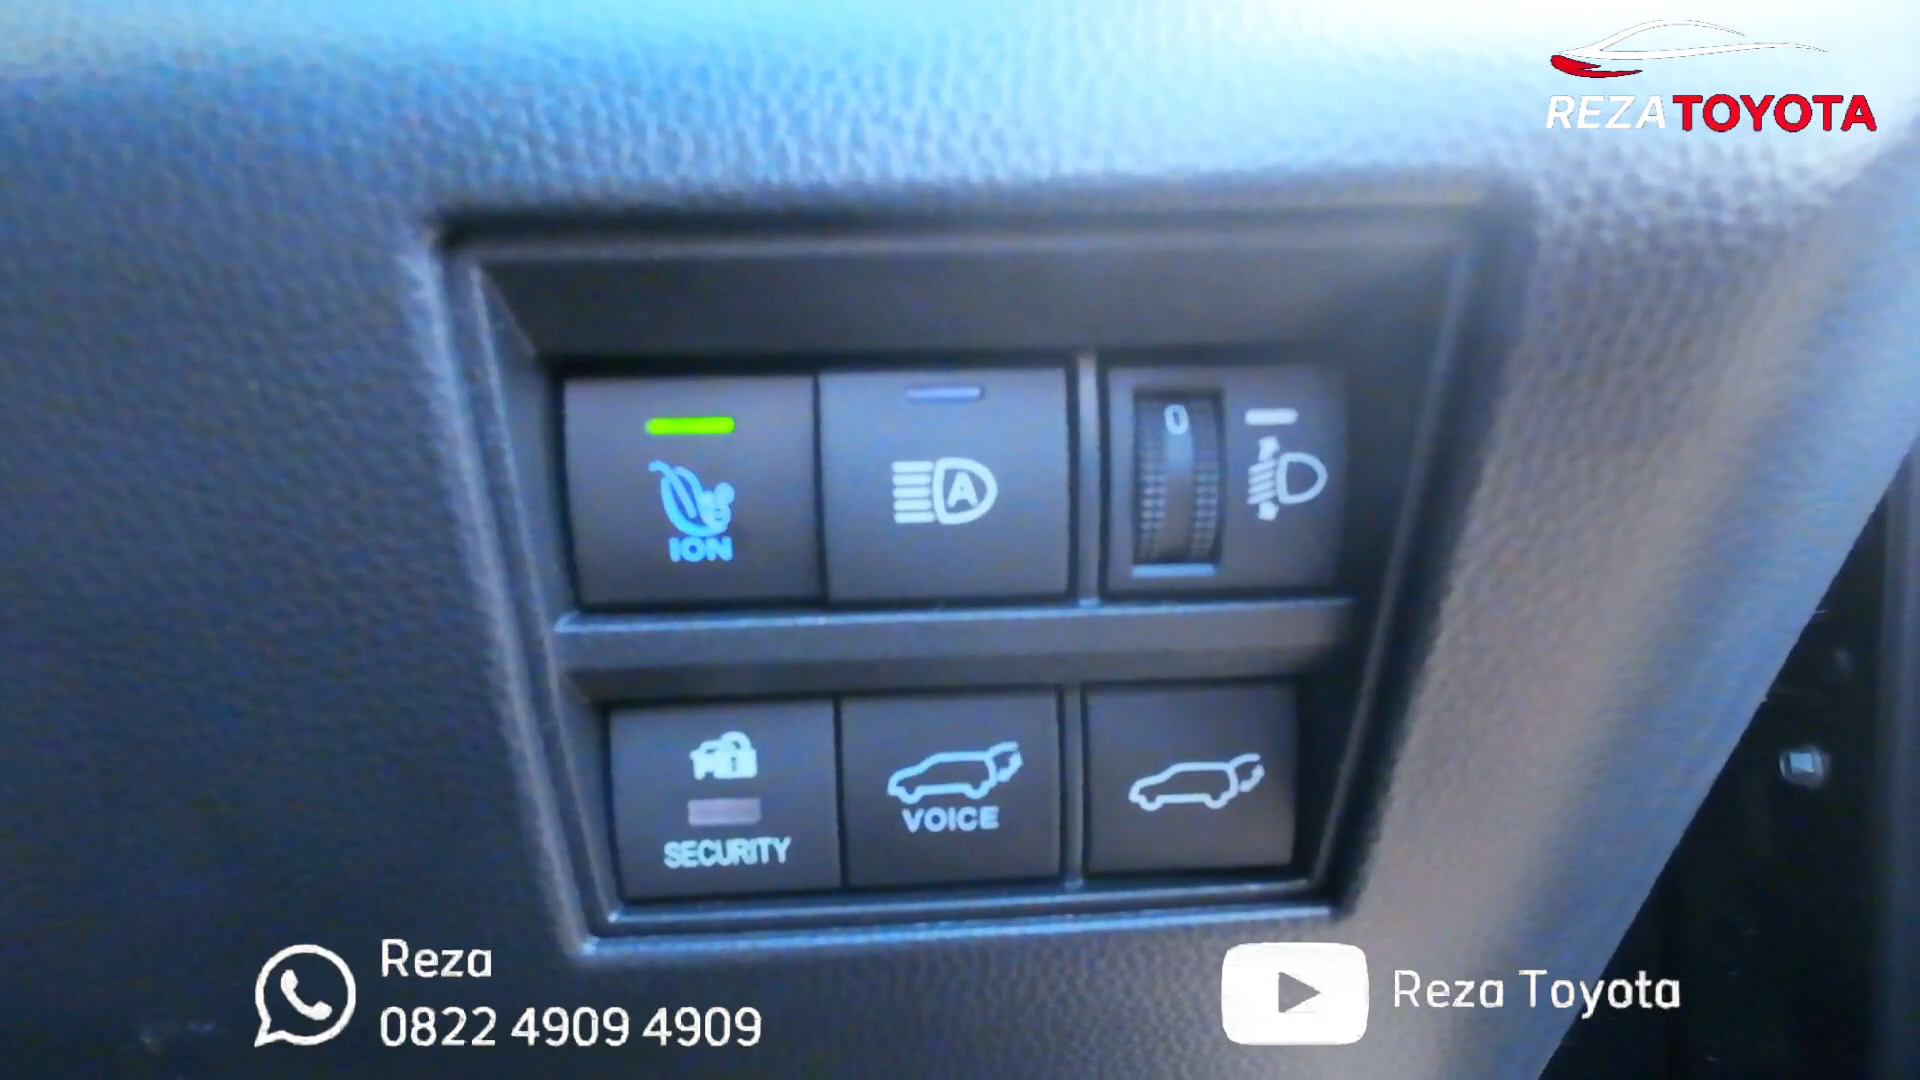 REZA TOYOTA
0
A
ION
VOICE
SECURITY
Reza
0822 4909 4909
Reza Toyota